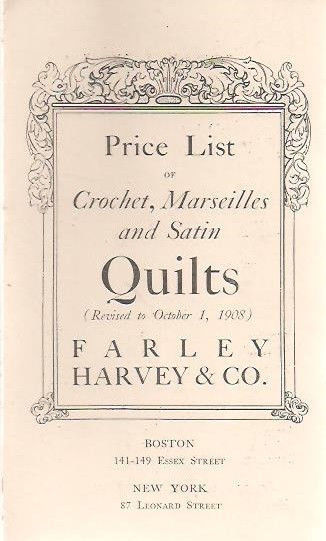 Price List
OF
Crochet, Marseilles
and Satin
Quilts
(Revised to October 1, 1908)
FARLEY
HARVEY & CO.
BOSTON
141-149 ESSEX STREET
NEW YORK
87 LEONARD STREET